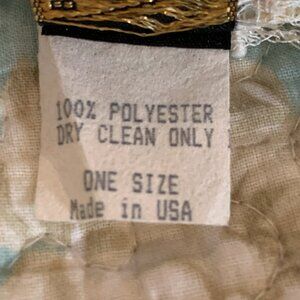 B
100% POLYESTER
DRY CLEAN ONLY
ONE SIZE
Made in USA